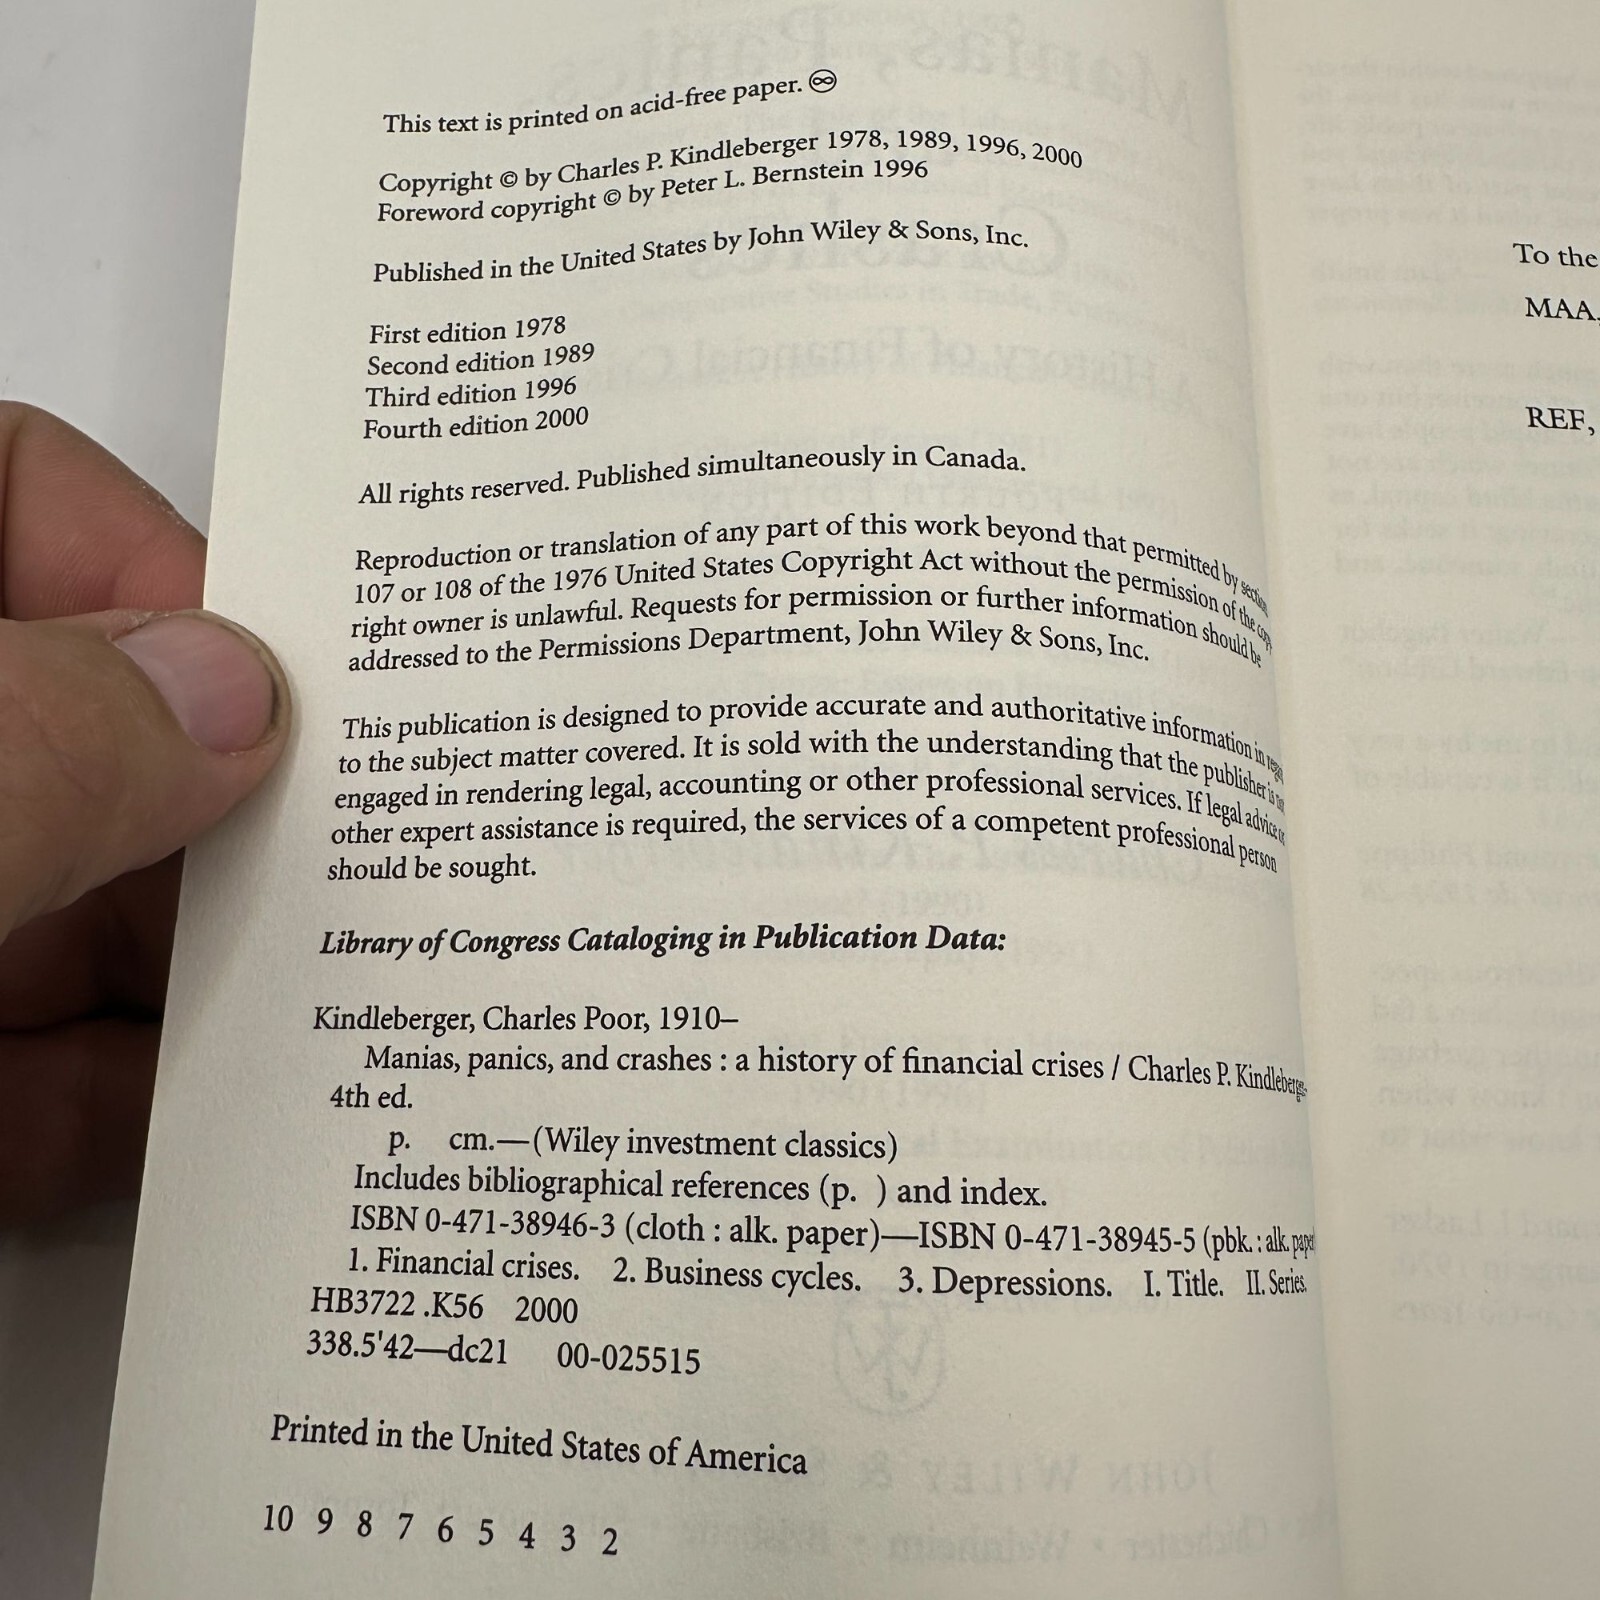 This text is printed on acid-free paper. ♾
Copyright © by Charles P. Kindleberger 1978, 1989, 1996, 2000
Foreword copyright © by Peter L. Bernstein 1996
Published in the United States by John Wiley & Sons, Inc.
First edition 1978
Second edition 1989
Third edition 1996
Fourth edition 2000
All rights reserved. Published simultaneously in Canada.
Reproduction or translation of any part of this work beyond that permitted by section
107 or 108 of the 1976 United States Copyright Act without the permission of the copy
right owner is unlawful. Requests for permission or further information should be
addressed to the Permissions Department, John Wiley & Sons, Inc.
This publication is designed to provide accurate and authoritative information in
to the subject matter covered. It is sold with the understanding that the publisher is not
engaged in rendering legal, accounting or other professional services. If legal advice or
other expert assistance is required, the services of a competent professional person
should be sought.
Library of Congress Cataloging in Publication Data:
Kindleberger, Charles Poor, 1910–
Manias, panics, and crashes : a history of financial crises / Charles P. Kindleberger.
4th ed.
p. cm.—(Wiley investment classics)
Includes bibliographical references (p. ) and index.
ISBN 0-471-38946-3 (cloth : alk. paper)—ISBN 0-471-38945-5 (pbk. : alk. paper
1. Financial crises. 2. Business cycles. 3. Depressions. I. Title. II. Series.
HB3722 .K56 2000
338.5'42—dc21 00-025515
Printed in the United States of America
10 9 8 7 6 5 4 3 2
To the
MAA,
REF,